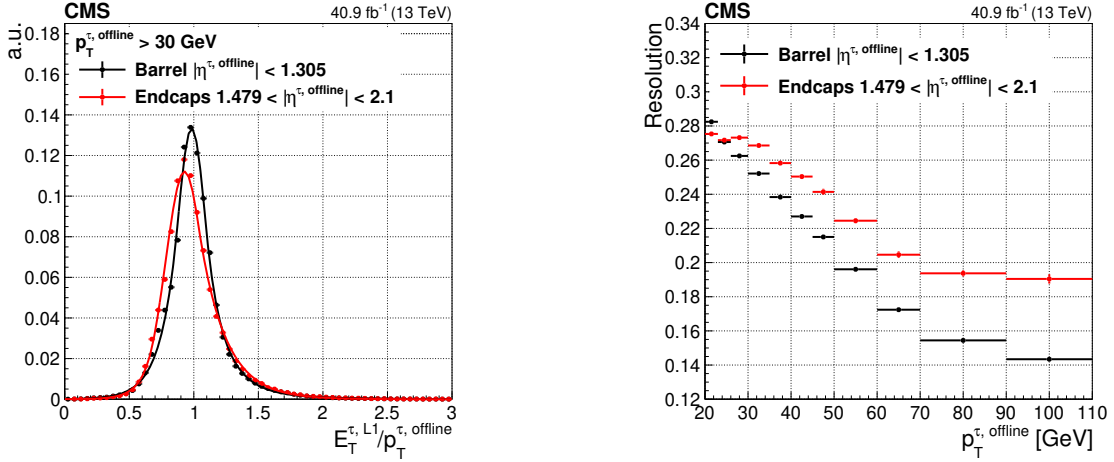 CMS 40.9 fb⁻¹ (13 TeV)
a.u.
0.18
0.16
0.14
0.12
0.1
0.08
0.06
0.04
0.02
0
p_T^{τ, offline} > 30 GeV
Barrel |η^{τ, offline}| < 1.305
Endcaps 1.479 < |η^{τ, offline}| < 2.1
0 0.5 1 1.5 2 2.5 3
E_T^{τ, L1}/p_T^{τ, offline}
CMS 40.9 fb⁻¹ (13 TeV)
Resolution
0.34
0.32
0.3
0.28
0.26
0.24
0.22
0.2
0.18
0.16
0.14
0.12
Barrel |η^{τ, offline}| < 1.305
Endcaps 1.479 < |η^{τ, offline}| < 2.1
20 30 40 50 60 70 80 90 100 110
p_T^{τ, offline} [GeV]